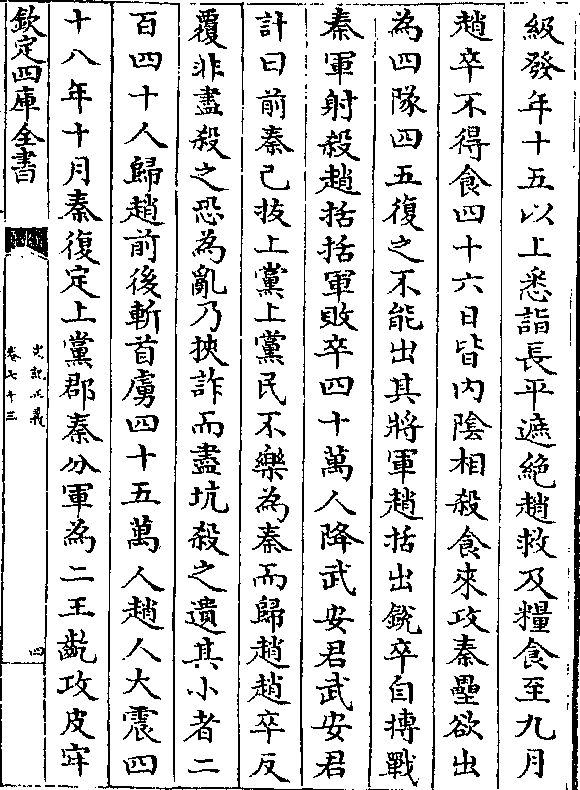 級發年十五以上悉詣長平遮絶趙救及糧食至九月
趙卒不得食四十六日皆内隂相殺食來攻秦壘欲出
為四隊四五復之不能出其將軍趙括出銳卒自搏戰
秦軍射殺趙括括軍敗卒四十萬人降武安君武安君
計曰前秦已拔上黨上黨民不樂為秦而歸趙趙卒反
覆非盡殺之恐為亂乃挾詐而盡坑殺之遺其小者二
百四十人歸趙前後斬首虜四十五萬人趙人大震四
十八年十月秦復定上黨郡秦分軍為二王齕攻皮牢
欽定四庫全書
史記正義
卷七十三
四